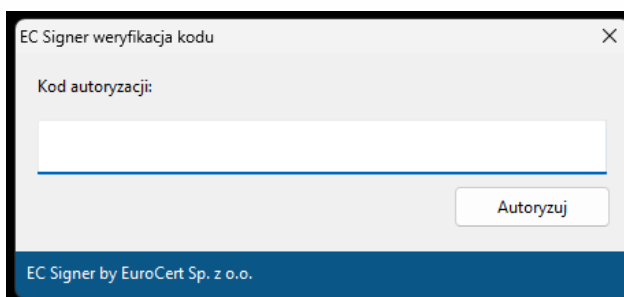 EC Signer weryfikacja kodu
Kod autoryzacji:
Autoryzuj
EC Signer by EuroCert Sp. z o.o.